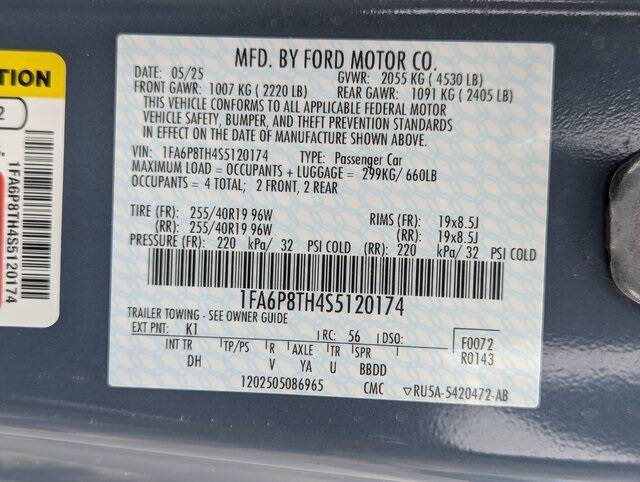 TION
2
1FA6P8TH4S5120174
MFD. BY FORD MOTOR CO.
DATE: 05/25 GVWR: 2055 KG ( 4530 LB)
FRONT GAWR: 1007 KG ( 2220 LB) REAR GAWR: 1091 KG ( 2405 LB)
THIS VEHICLE CONFORMS TO ALL APPLICABLE FEDERAL MOTOR
VEHICLE SAFETY, BUMPER, AND THEFT PREVENTION STANDARDS
IN EFFECT ON THE DATE OF MANUFACTURE SHOWN ABOVE.
VIN: 1FA6P8TH4S5120174 TYPE: Passenger Car
MAXIMUM LOAD = OCCUPANTS + LUGGAGE = 299KG/ 660LB
OCCUPANTS = 4 TOTAL; 2 FRONT, 2 REAR
TIRE (FR): 255/40R19 96W RIMS (FR): 19x8.5J
(RR): 255/40R19 96W (RR): 19x8.5J
PRESSURE (FR): 220 kPa/ 32 PSI COLD (RR): 220 kPa/ 32 PSI COLD
1FA6P8TH4S5120174
TRAILER TOWING - SEE OWNER GUIDE
EXT PNT: K1 RC: 56 DSO: F0072
INT TR TP/PS R AXLE TR SPR R0143
DH V YA U BBDD
1202505086965 CMC ▽RU5A-5420472-AB